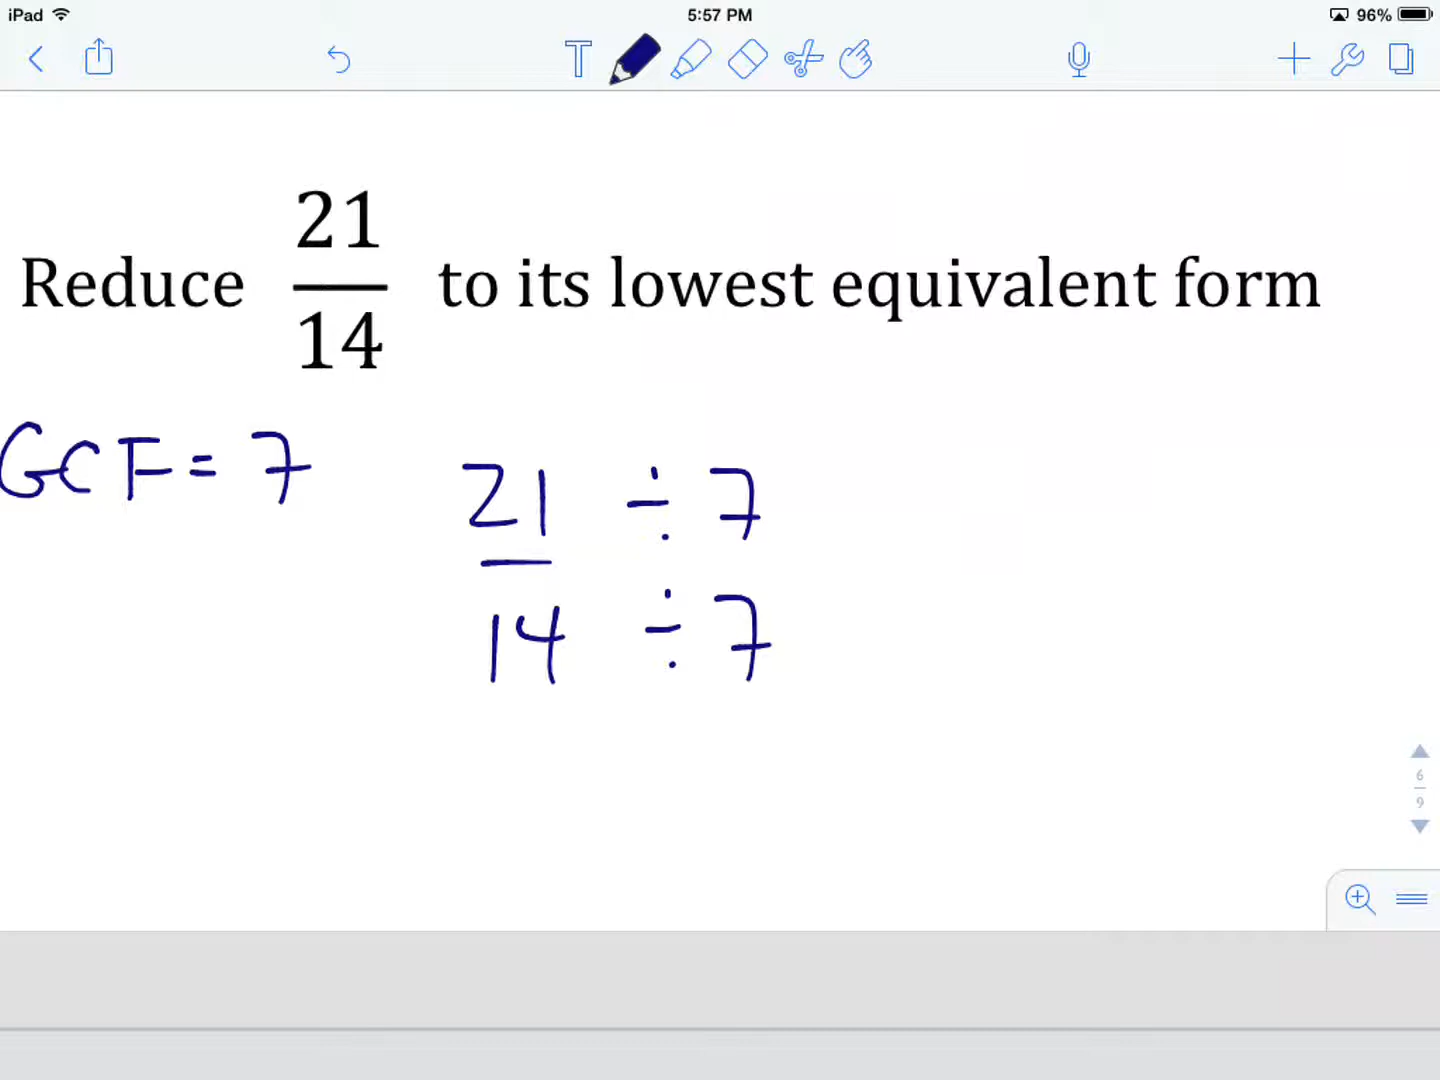 iPad 5:57 PM 96%
T
21
Reduce — to its lowest equivalent form
14
GCF = 7
21 ÷ 7
14 ÷ 7
6
9